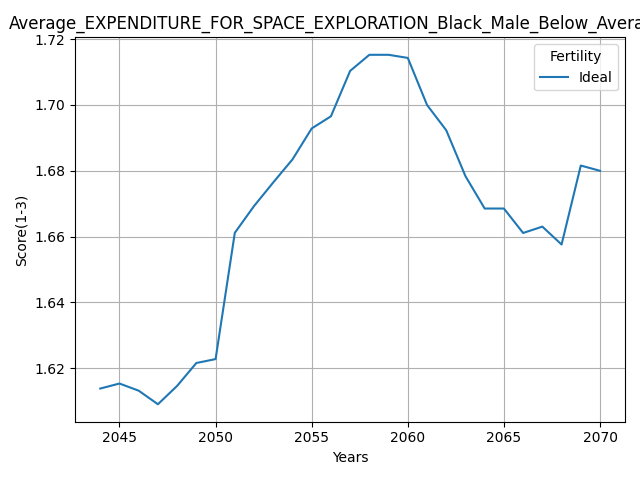 Average_EXPENDITURE_FOR_SPACE_EXPLORATION_Black_Male_Below_Avera
1.72
1.70
1.68
1.66
1.64
1.62
Score(1-3)
Fertility
Ideal
2045 2050 2055 2060 2065 2070
Years